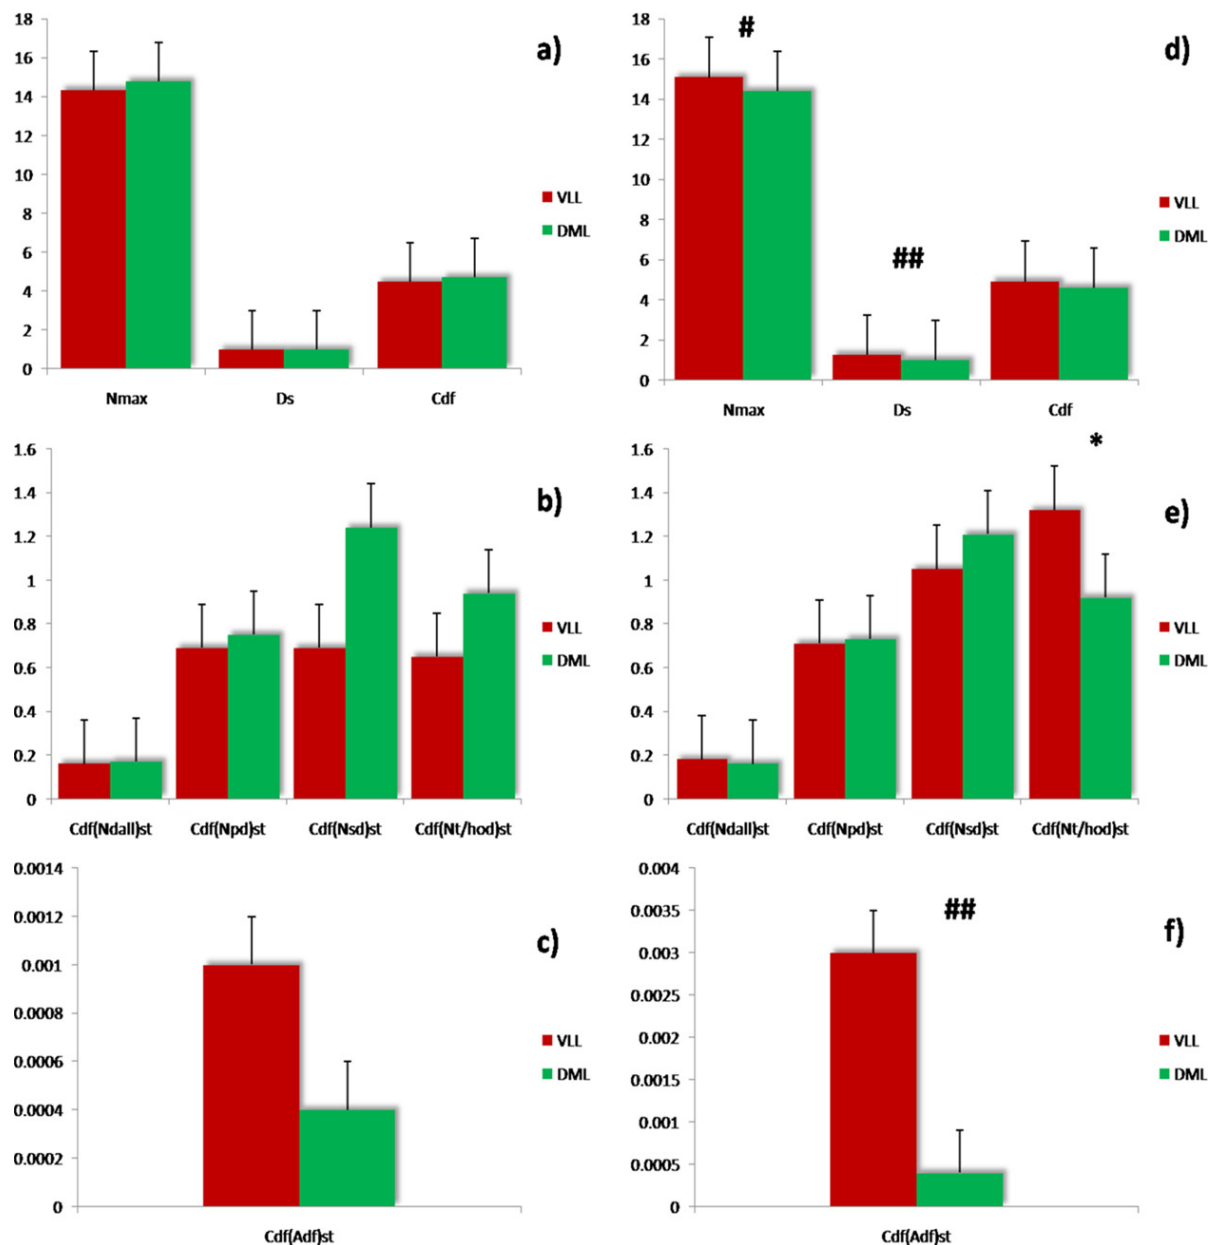 18
16
14
12
10
8
6
4
2
0
Nmax Ds Cdf
a)
VLL
DML
18
16
14
12
10
8
6
4
2
0
#
##
Nmax Ds Cdf
d)
VLL
DML
1.6
1.4
1.2
1
0.8
0.6
0.4
0.2
0
Cdf(Ndall)st Cdf(Npd)st Cdf(Nsd)st Cdf(Nt/hod)st
b)
VLL
DML
1.6
1.4
1.2
1
0.8
0.6
0.4
0.2
0
*
Cdf(Ndall)st Cdf(Npd)st Cdf(Nsd)st Cdf(Nt/hod)st
e)
VLL
DML
0.0014
0.0012
0.001
0.0008
0.0006
0.0004
0.0002
0
Cdf(Adf)st
c)
VLL
DML
0.004
0.0035
0.003
0.0025
0.002
0.0015
0.001
0.0005
0
##
Cdf(Adf)st
f)
VLL
DML